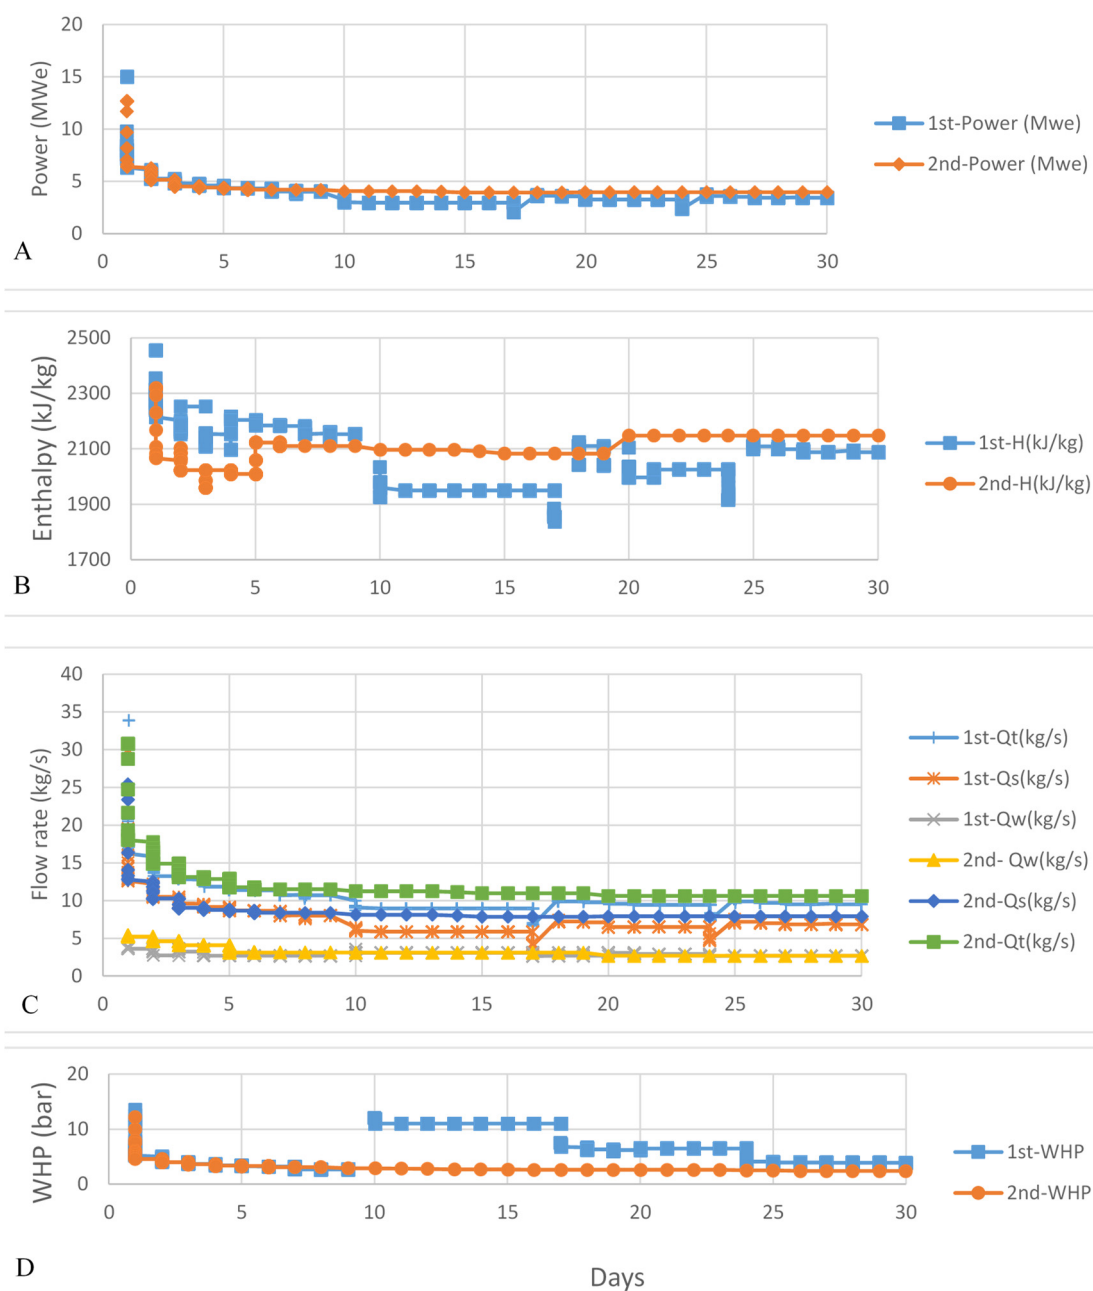 20
15
10
5
0
Power (MWe)
0 5 10 15 20 25 30
1st-Power (Mwe)
2nd-Power (Mwe)
A
2500
2300
2100
1900
1700
Enthalpy (kJ/kg)
0 5 10 15 20 25 30
1st-H(kJ/kg)
2nd-H(kJ/kg)
B
40
35
30
25
20
15
10
5
0
Flow rate (kg/s)
0 5 10 15 20 25 30
1st-Qt(kg/s)
1st-Qs(kg/s)
1st-Qw(kg/s)
2nd- Qw(kg/s)
2nd-Qs(kg/s)
2nd-Qt(kg/s)
C
20
10
0
WHP (bar)
0 5 10 15 20 25 30
1st-WHP
2nd-WHP
D
Days